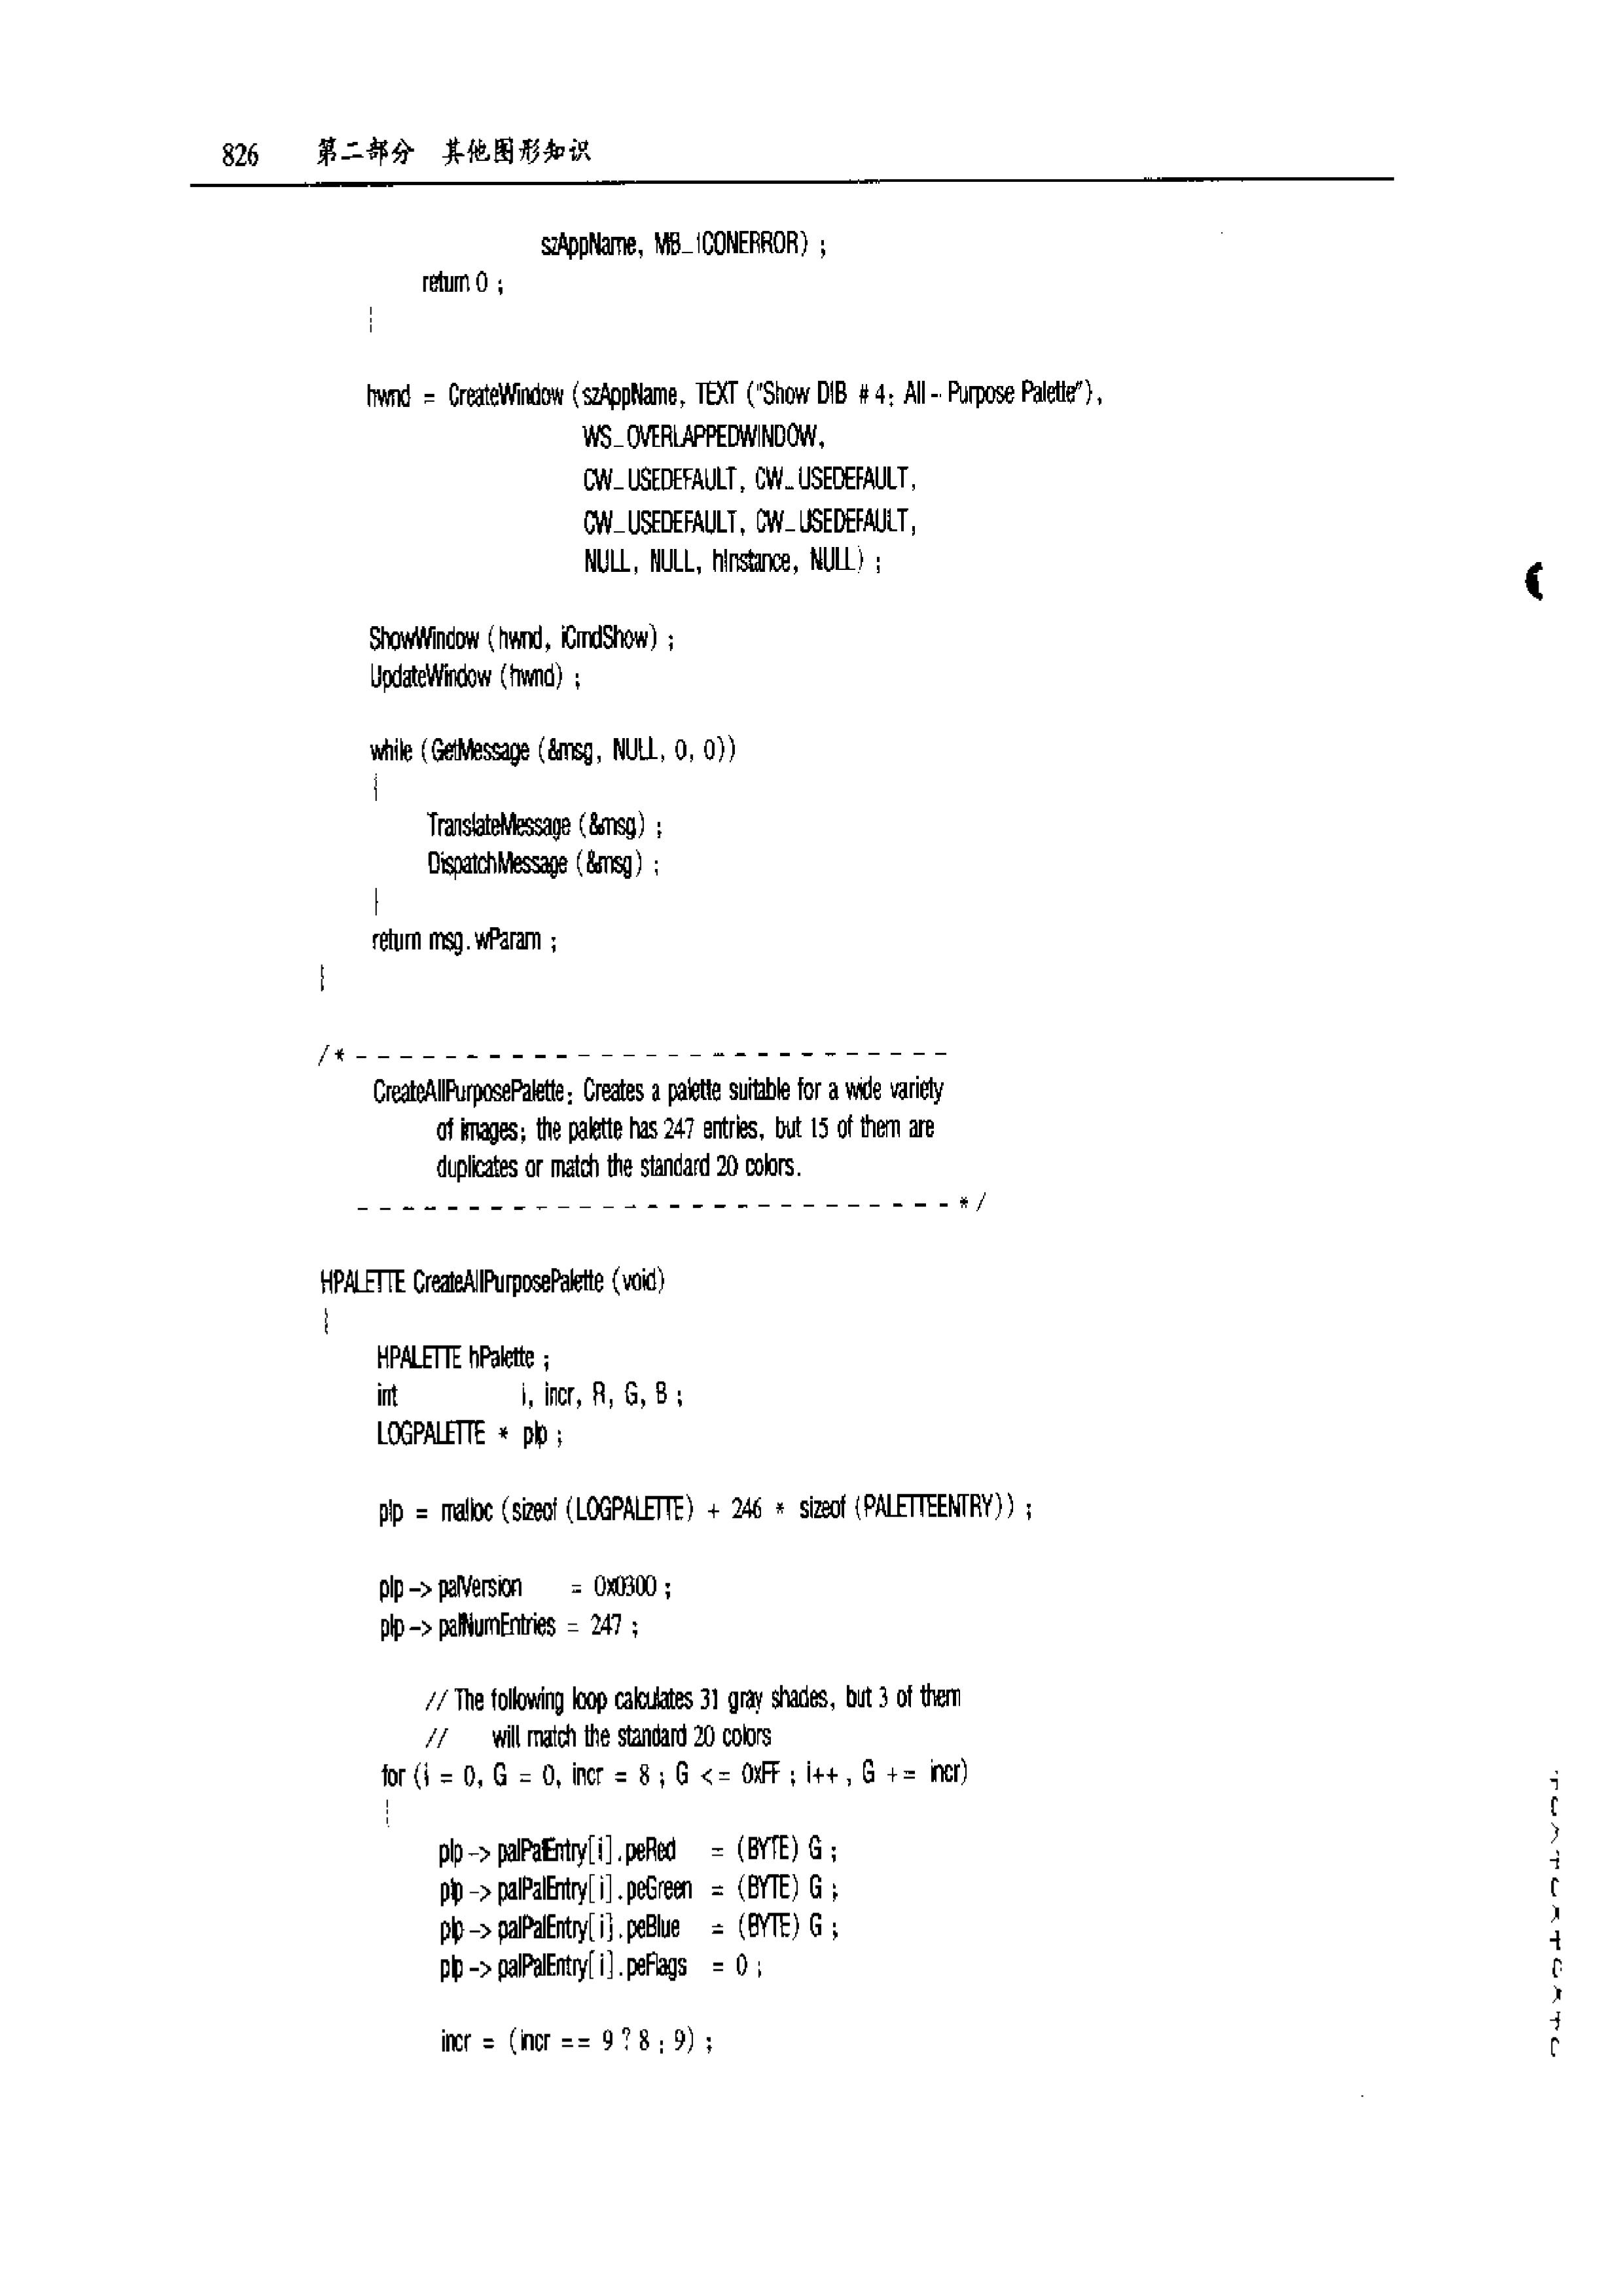 826 第二部分 其他图形知识
szAppName, MB_ICONERROR) ;
return 0 ;
}
hwnd = CreateWindow (szAppName, TEXT ("Show DIB #4: All-Purpose Palette"),
WS_OVERLAPPEDWINDOW,
CW_USEDEFAULT, CW_USEDEFAULT,
CW_USEDEFAULT, CW_USEDEFAULT,
NULL, NULL, hInstance, NULL) ;
ShowWindow (hwnd, iCmdShow) ;
UpdateWindow (hwnd) ;
while (GetMessage (&msg, NULL, 0, 0))
{
TranslateMessage (&msg) ;
DispatchMessage (&msg) ;
}
return msg.wParam ;
}
/* - - - - - - - - - - - - - - - - - - - - - - - - - - - -
CreateAllPurposePalette: Creates a palette suitable for a wide variety
of images; the palette has 247 entries, but 15 of them are
duplicates or match the standard 20 colors.
- - - - - - - - - - - - - - - - - - - - - - - - - - - - */
HPALETTE CreateAllPurposePalette (void)
{
HPALETTE hPalette ;
int i, incr, R, G, B ;
LOGPALETTE * plp ;
plp = malloc (sizeof (LOGPALETTE) + 246 * sizeof (PALETTEENTRY)) ;
plp -> palVersion = 0x0300 ;
plp -> palNumEntries = 247 ;
// The following loop calculates 31 gray shades, but 3 of them
// will match the standard 20 colors
for (i = 0, G = 0, incr = 8 ; G <= 0xFF ; i++ , G += incr)
{
plp -> palPalEntry[i].peRed = (BYTE) G ;
plp -> palPalEntry[i].peGreen = (BYTE) G ;
plp -> palPalEntry[i].peBlue = (BYTE) G ;
plp -> palPalEntry[i].peFlags = 0 ;
incr = (incr == 9 ? 8 : 9) ;